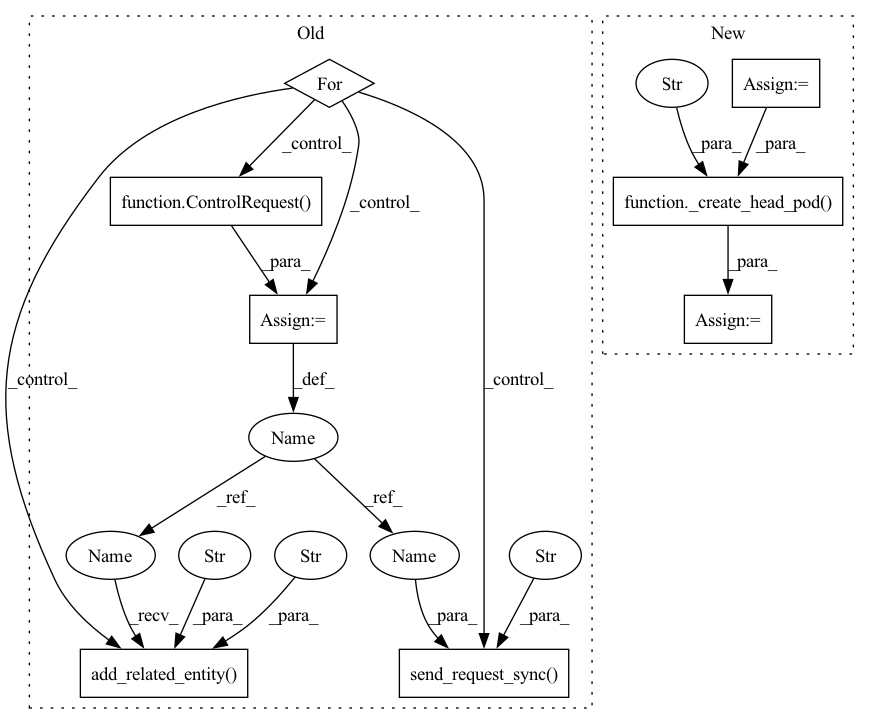 Old
New
For
Str
Assign:=
_control_
_para_
_para_
function.ControlRequest()
_control_
function._create_head_pod()
_para_
_para_
Assign:=
Assign:=
_control_
_def_
_control_
Name
_ref_
_ref_
Name
Str
Str
Name
Str
_recv_
_para_
_para_
_para_
_para_
add_related_entity()
send_request_sync()